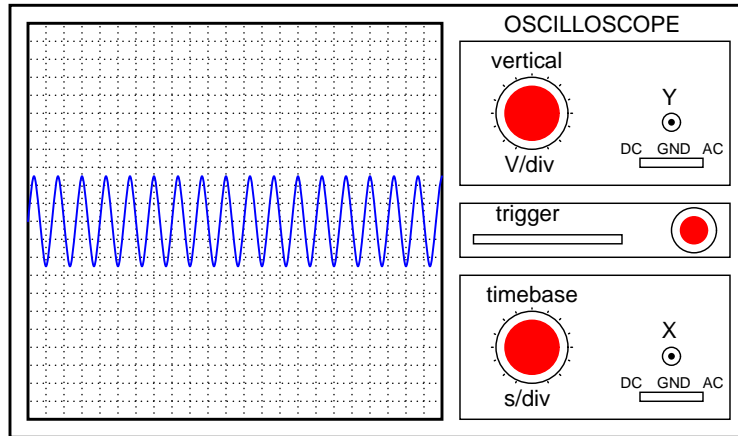 OSCILLOSCOPE
vertical
Y
DC GND AC
V/div
trigger
timebase
X
DC GND AC
s/div